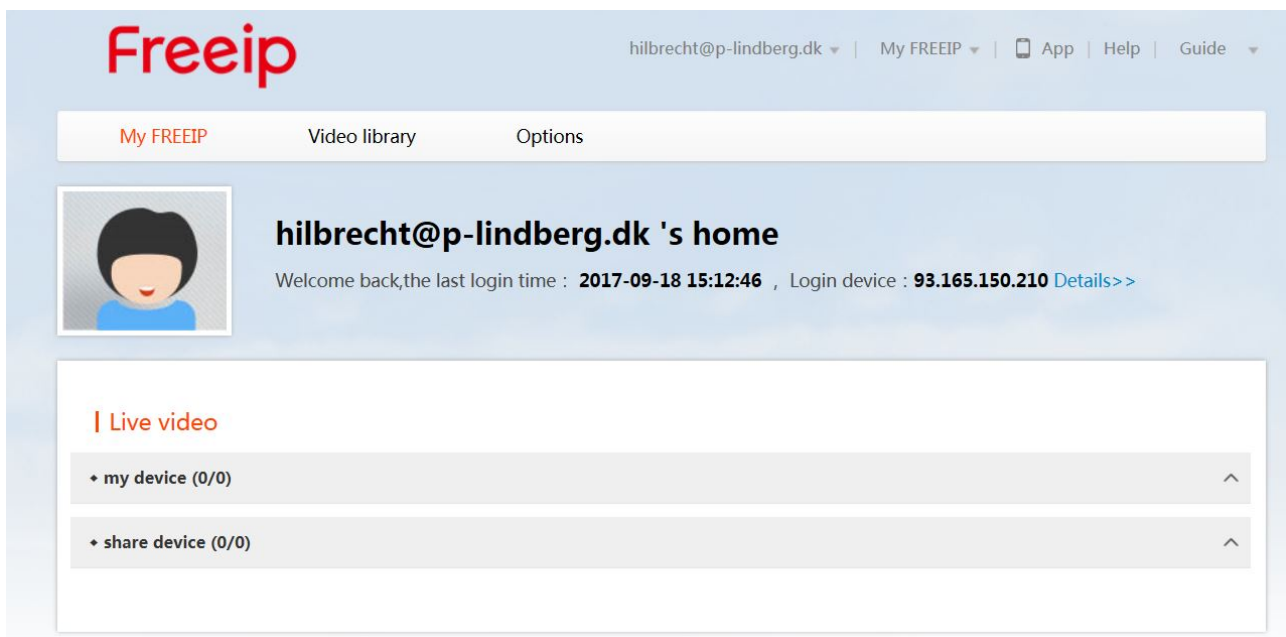 Freeip
hilbrecht@p-lindberg.dk | My FREEIP | App | Help | Guide
My FREEIP Video library Options
hilbrecht@p-lindberg.dk 's home
Welcome back,the last login time : 2017-09-18 15:12:46 , Login device : 93.165.150.210 Details>>
Live video
my device (0/0)
share device (0/0)